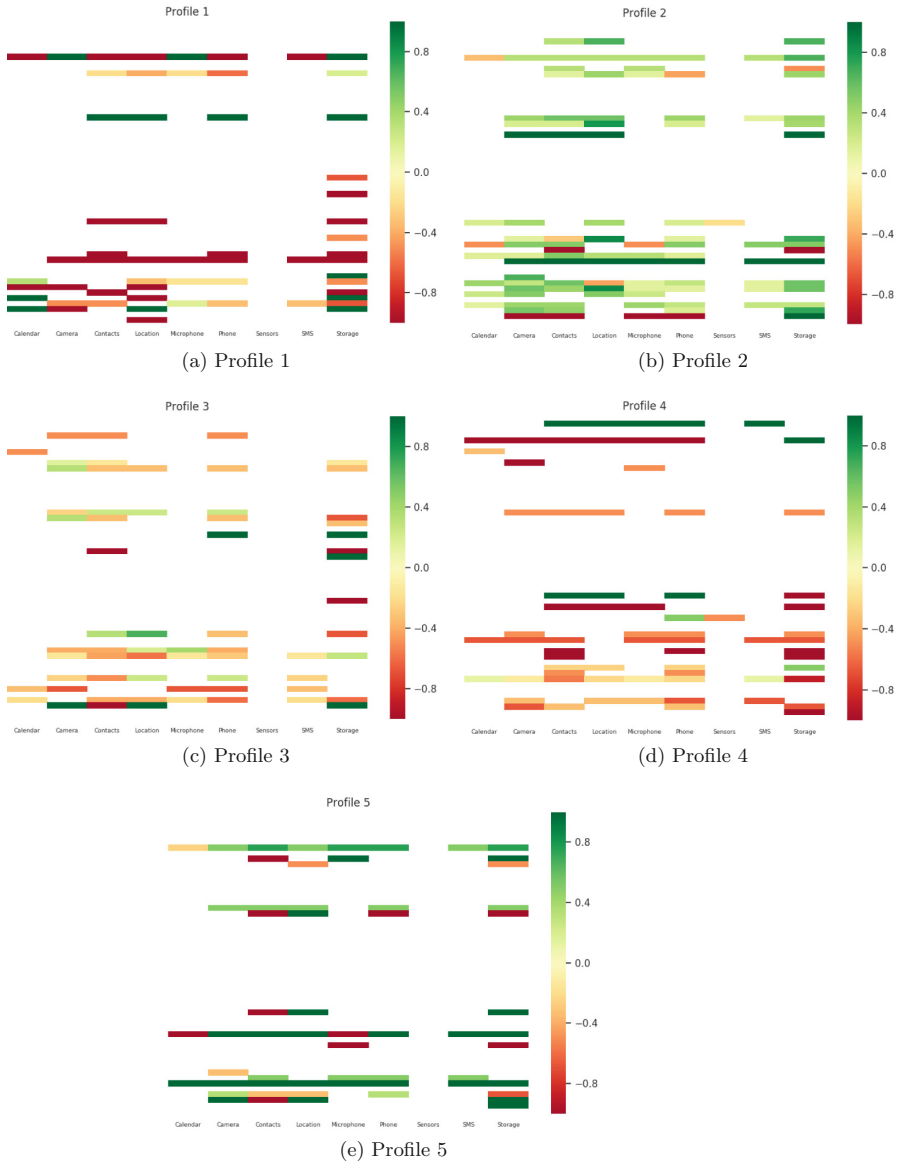 Profile 1
0.8
0.4
0.0
−0.4
−0.8
Calendar Camera Contacts Location Microphone Phone Sensors SMS Storage
(a) Profile 1
Profile 2
0.8
0.4
0.0
−0.4
−0.8
Calendar Camera Contacts Location Microphone Phone Sensors SMS Storage
(b) Profile 2
Profile 3
0.8
0.4
0.0
−0.4
−0.8
Calendar Camera Contacts Location Microphone Phone Sensors SMS Storage
(c) Profile 3
Profile 4
0.8
0.4
0.0
−0.4
−0.8
Calendar Camera Contacts Location Microphone Phone Sensors SMS Storage
(d) Profile 4
Profile 5
0.8
0.4
0.0
−0.4
−0.8
Calendar Camera Contacts Location Microphone Phone Sensors SMS Storage
(e) Profile 5